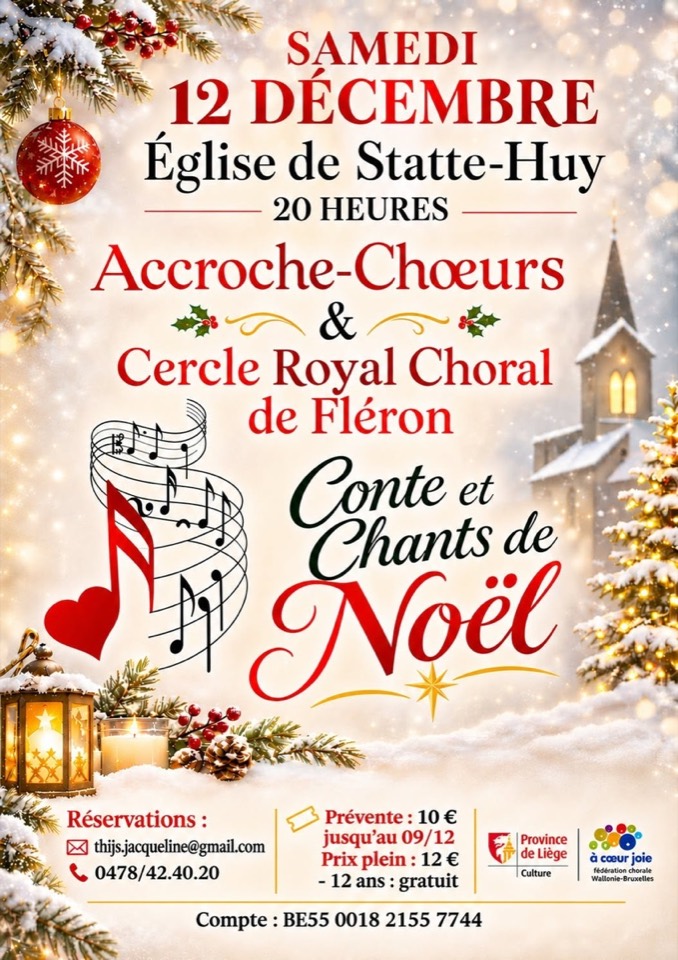 SAMEDI
12 DÉCEMBRE
Église de Statte-Huy
20 HEURES
Accroche-Chœurs
&
Cercle Royal Choral
de Fléron
Conte et
Chants de
Noël
Réservations :
thijs.jacqueline@gmail.com
0478/42.40.20
Prévente : 10 €
jusqu'au 09/12
Prix plein : 12 €
- 12 ans : gratuit
Province
de Liège
Culture
à cœur joie
fédération chorale
Wallonie-Bruxelles
Compte : BE55 0018 2155 7744